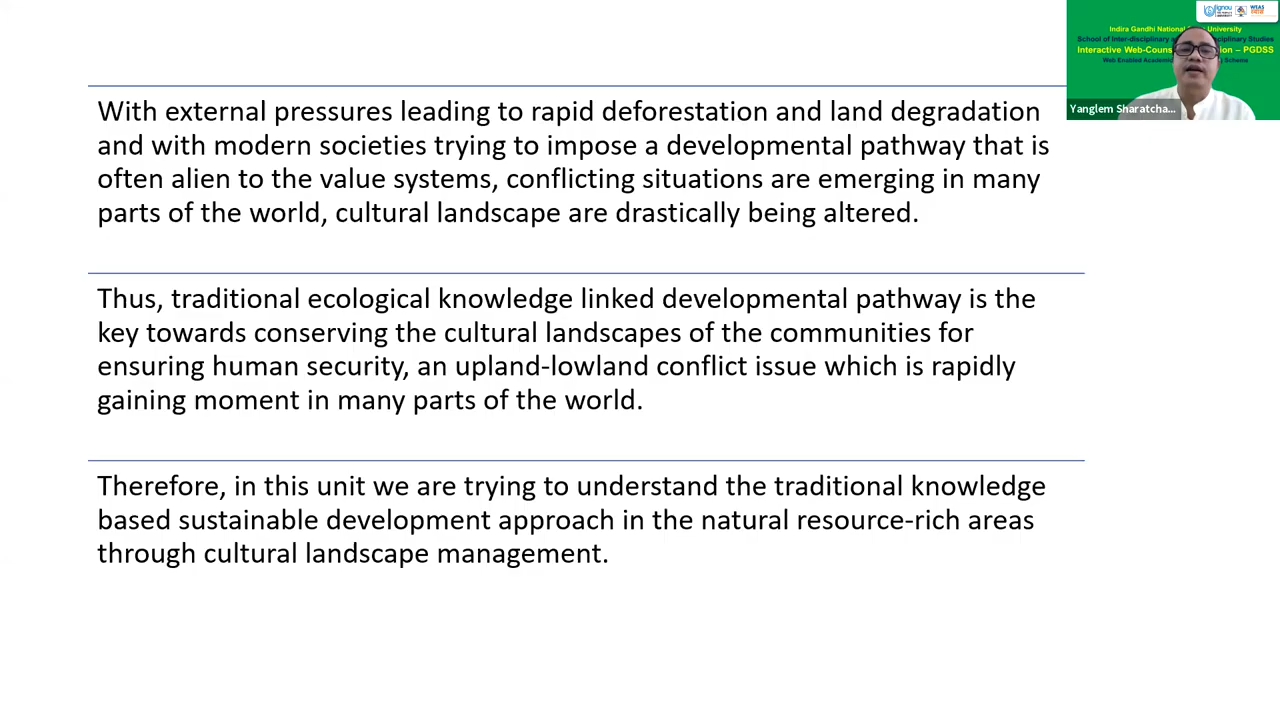 ignou
Indira Gandhi National University
School of Inter-disciplinary disciplinary Studies
Interactive Web-Couns – PGDSS
Web Enabled Academic Scheme
Yanglem Sharatcha...
With external pressures leading to rapid deforestation and land degradation
and with modern societies trying to impose a developmental pathway that is
often alien to the value systems, conflicting situations are emerging in many
parts of the world, cultural landscape are drastically being altered.
Thus, traditional ecological knowledge linked developmental pathway is the
key towards conserving the cultural landscapes of the communities for
ensuring human security, an upland-lowland conflict issue which is rapidly
gaining moment in many parts of the world.
Therefore, in this unit we are trying to understand the traditional knowledge
based sustainable development approach in the natural resource-rich areas
through cultural landscape management.